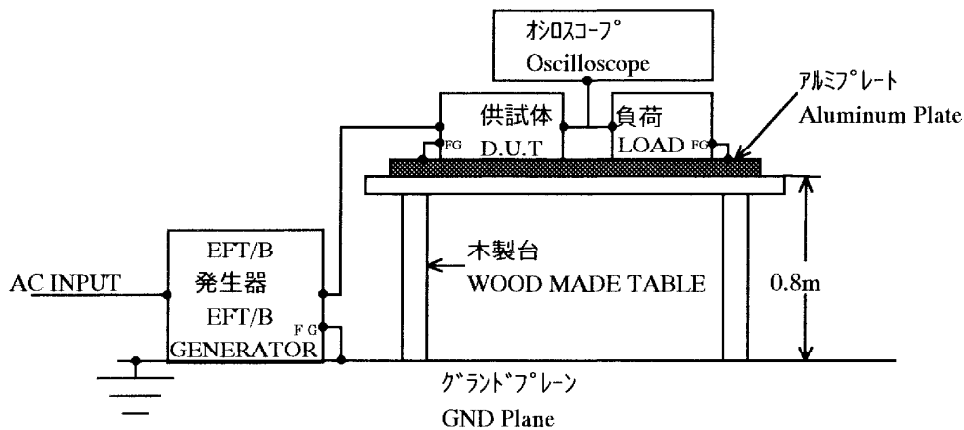 ｵｼﾛｽｺｰﾌﾟ
Oscilloscope
ｱﾙﾐﾌﾟﾚｰﾄ
Aluminum Plate
供試体
D.U.T
FG
負荷
LOAD
FG
EFT/B
発生器
EFT/B
GENERATOR
F G
AC INPUT
木製台
WOOD MADE TABLE
0.8m
ｸﾞﾗﾝﾄﾞﾌﾟﾚｰﾝ
GND Plane